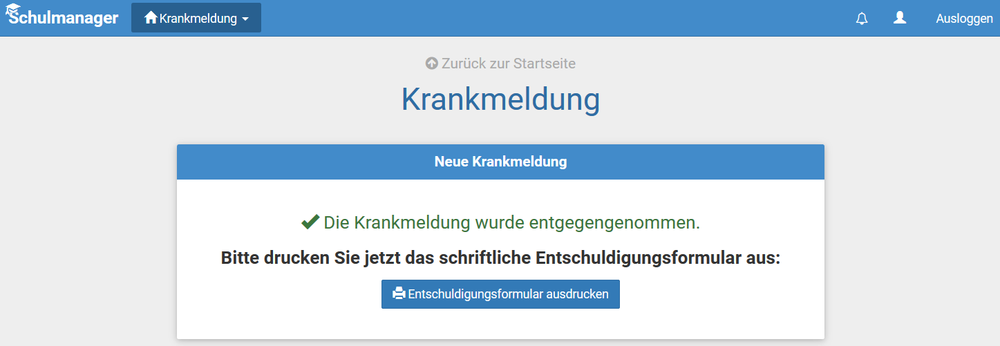 Schulmanager Krankmeldung Ausloggen
Zurück zur Startseite
Krankmeldung
Neue Krankmeldung
Die Krankmeldung wurde entgegengenommen.
Bitte drucken Sie jetzt das schriftliche Entschuldigungsformular aus:
Entschuldigungsformular ausdrucken